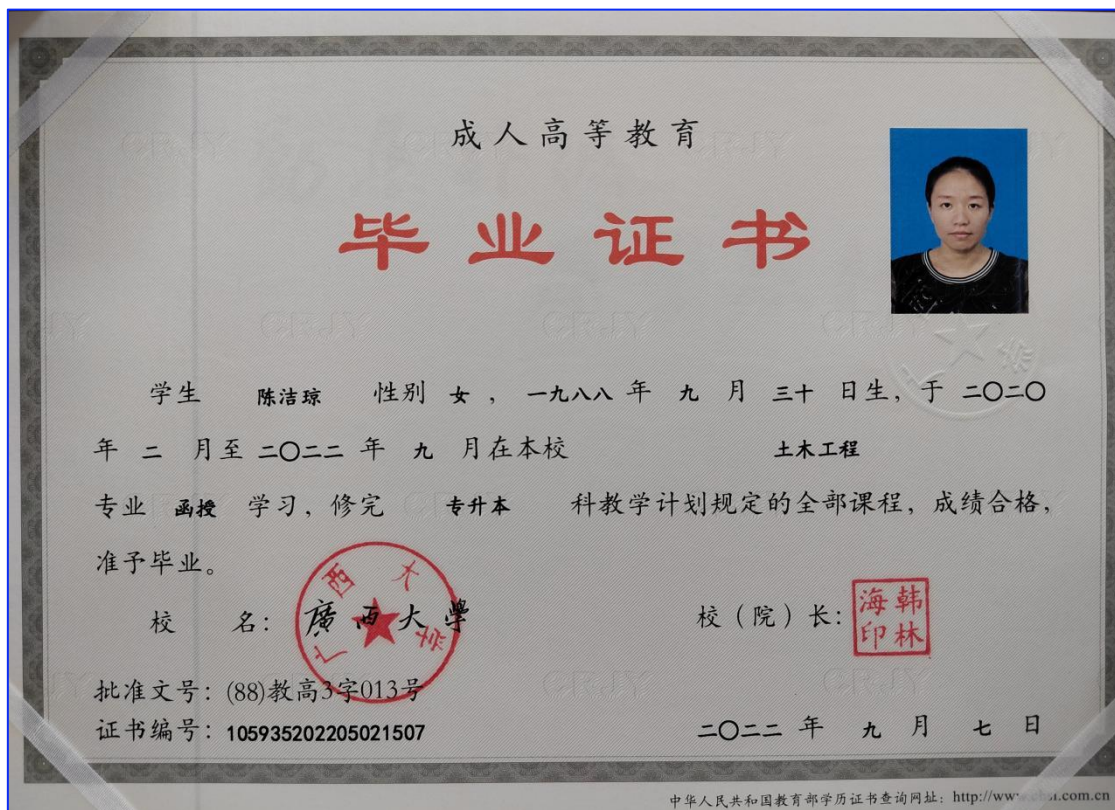 成人高等教育
毕业证书
学生 陈洁琼 性别 女 ，一九八八 年 九 月 三十 日生，于 二〇二〇
年 二 月至 二〇二二 年 九 月在本校 土木工程
专业 函授 学习，修完 专升本 科教学计划规定的全部课程，成绩合格，
准予毕业。
校 名：廣西大學
广西大学
校（院）长：
韩林海印
批准文号：(88)教高3字013号
证书编号：105935202205021507
二〇二二 年 九 月 七 日
中华人民共和国教育部学历证书查询网址：http://www.chsi.com.cn
CRJY